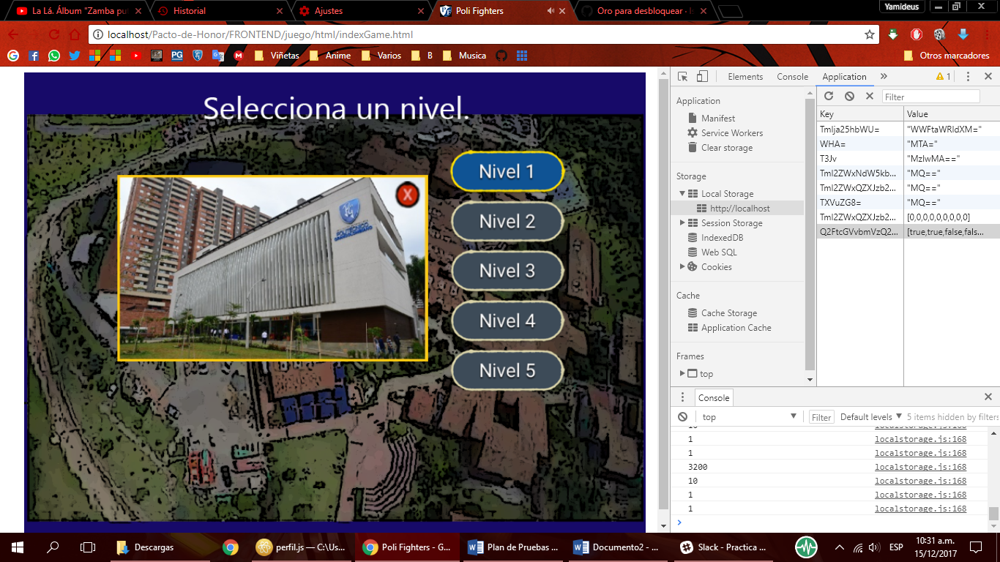 La Lá. Álbum "Zamba pu
Historial
Ajustes
Poli Fighters
Oro para desbloquear · Is
Yamideus
localhost/Pacto-de-Honor/FRONTEND/juego/html/indexGame.html
Viñetas
Anime
Varios
B
Musica
Otros marcadores
Selecciona un nivel.
X
Nivel 1
Nivel 2
Nivel 3
Nivel 4
Nivel 5
Elements
Console
Application
1
Application
Manifest
Service Workers
Clear storage
Storage
Local Storage
http://localhost
Session Storage
IndexedDB
Web SQL
Cookies
Cache
Cache Storage
Application Cache
Frames
top
Filter
Key Value
Tmlja25hbWU= "WWFtaWRldXM="
WHA= "MTA="
T3Jv "MzIwMA=="
Tml2ZWxNdW5kb... "MQ=="
Tml2ZWxQZXJzb2... "MQ=="
TXVuZG8= "MQ=="
Tml2ZWxQZXJzb2... [0,0,0,0,0,0,0,0,0]
Q2FtcGVvbmVzQ2... [true,true,false,fals...
Console
top
Filter
Default levels
5 items hidden by filters
10 localstorage.js:168
1 localstorage.js:168
1 localstorage.js:168
3200 localstorage.js:168
10 localstorage.js:168
1 localstorage.js:168
1 localstorage.js:168
Descargas
perfil.js — C:\Us...
Poli Fighters - G...
Plan de Pruebas ...
Documento2 - ...
Slack - Practica ...
ESP
10:31 a.m.
15/12/2017